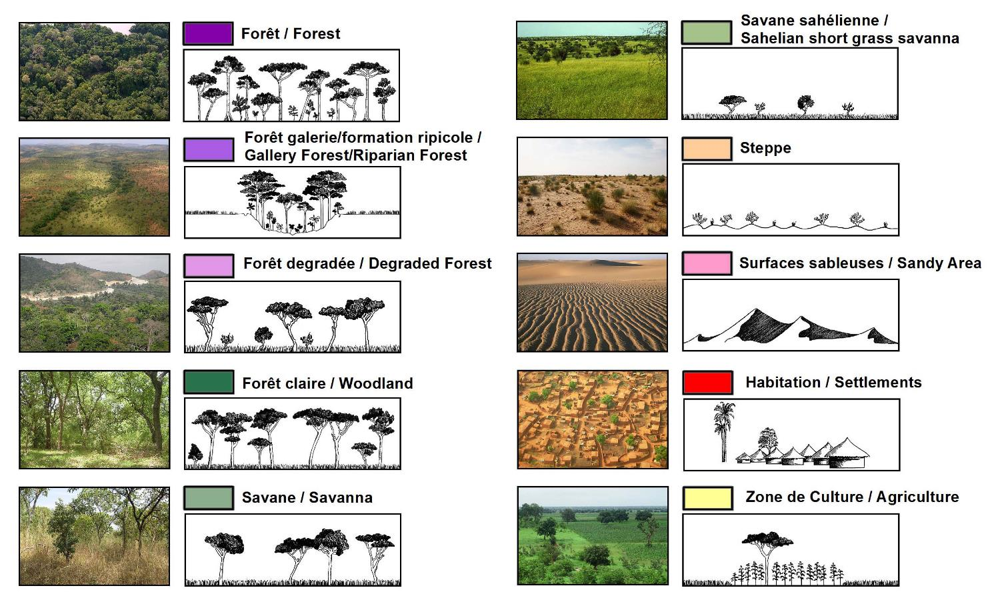 Forêt / Forest
Forêt galerie/formation ripicole /
Gallery Forest/Riparian Forest
Forêt degradée / Degraded Forest
Forêt claire / Woodland
Savane / Savanna
Savane sahélienne /
Sahelian short grass savanna
Steppe
Surfaces sableuses / Sandy Area
Habitation / Settlements
Zone de Culture / Agriculture